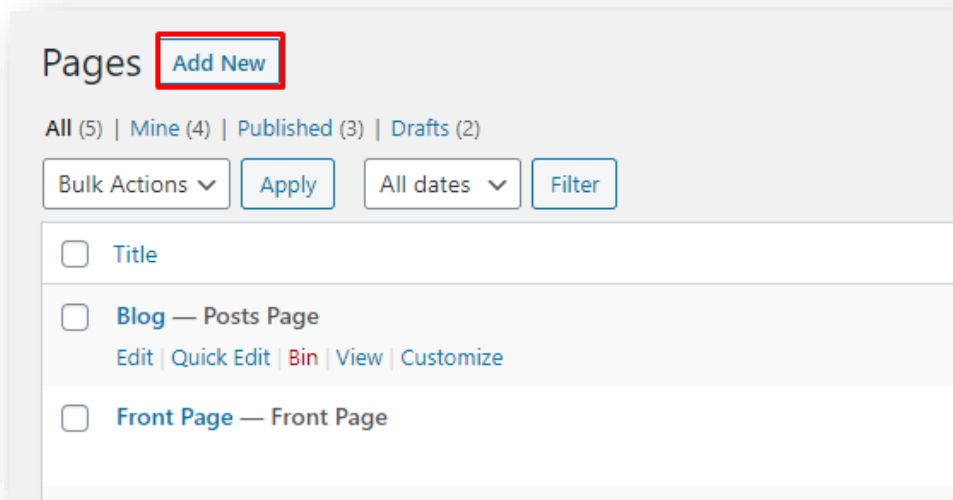 Pages Add New
All (5) | Mine (4) | Published (3) | Drafts (2)
Bulk Actions Apply All dates Filter
Title
Blog — Posts Page
Edit | Quick Edit | Bin | View | Customize
Front Page — Front Page